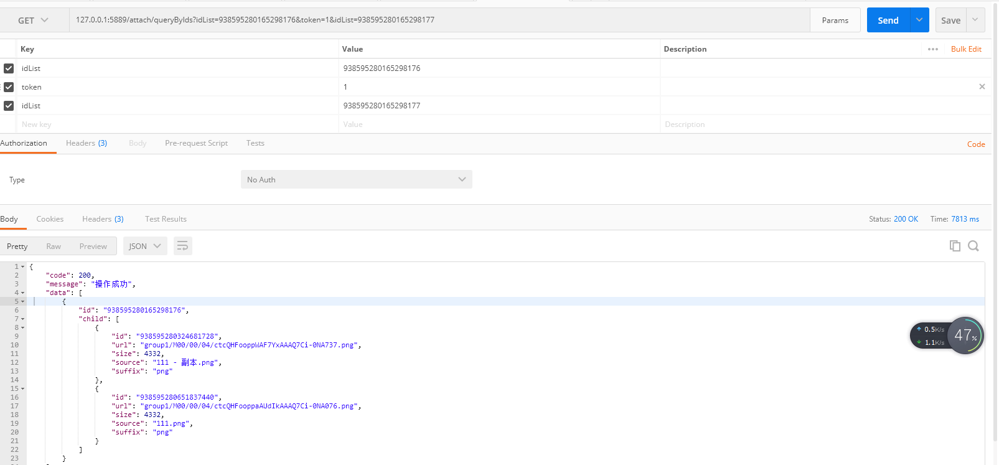 GET 127.0.0.1:5889/attach/queryByIds?idList=938595280165298176&token=1&idList=938595280165298177 Params Send Save
Key Value Description Bulk Edit
idList 938595280165298176
token 1
idList 938595280165298177
New key Value Description
Authorization Headers (3) Body Pre-request Script Tests Code
Type No Auth
Body Cookies Headers (3) Test Results Status: 200 OK Time: 7813 ms
Pretty Raw Preview JSON
1 {
2 "code": 200,
3 "message": "操作成功",
4 "data": [
5 {
6 "id": "938595280165298176",
7 "child": [
8 {
9 "id": "938595280324681728",
10 "url": "group1/M00/00/04/ctcQHFooppWAF7YxAAAQ7Ci-0NA737.png",
11 "size": 4332,
12 "source": "111 - 副本.png",
13 "suffix": "png"
14 },
15 {
16 "id": "938595280651837440",
17 "url": "group1/M00/00/04/ctcQHFooppaAUdIkAAAQ7Ci-0NA076.png",
18 "size": 4332,
19 "source": "111.png",
20 "suffix": "png"
21 }
22 ]
23 }
0.5K/s
1.1K/s
47%